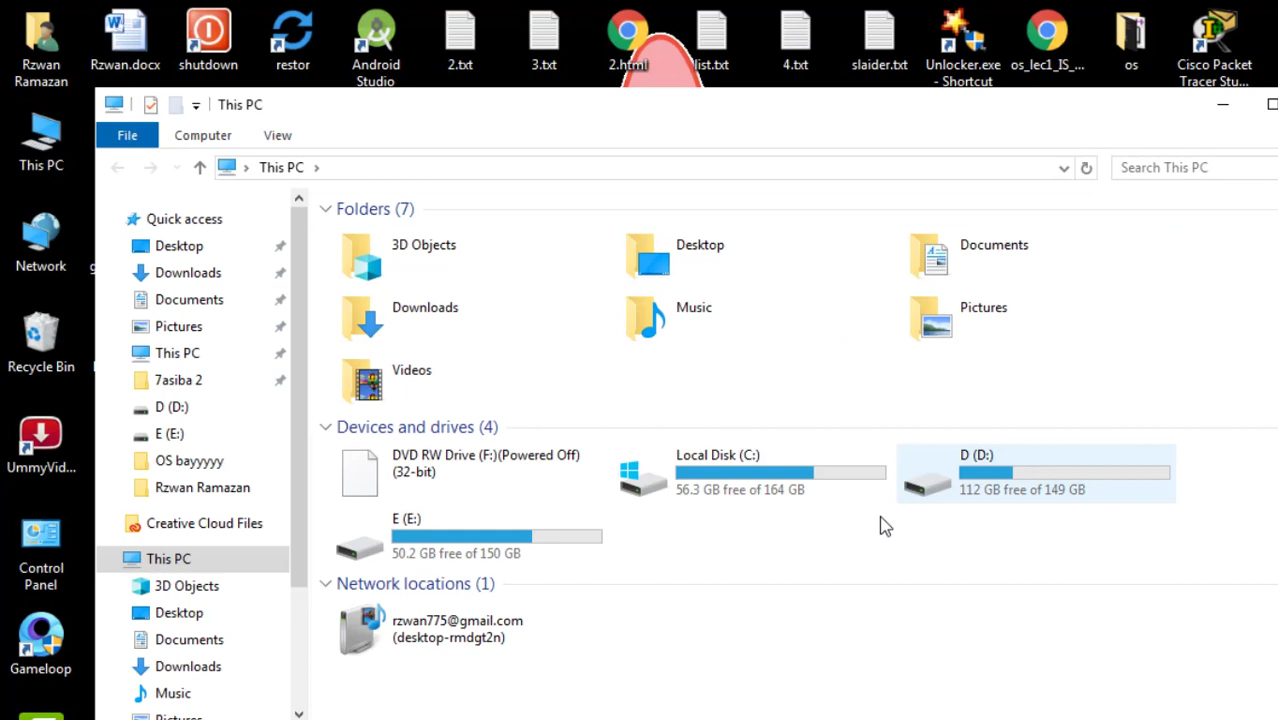 Rzwan
Ramazan
Rzwan.docx
shutdown
restor
Android
Studio
2.txt
3.txt
2.html
list.txt
4.txt
slaider.txt
Unlocker.exe
- Shortcut
os_lec1_IS_...
os
Cisco Packet
Tracer Stu...
This PC
Network
Recycle Bin
UmmyVid...
Control
Panel
Gameloop
This PC
File
Computer
View
This PC
Search This PC
Quick access
Desktop
Downloads
Documents
Pictures
This PC
7asiba 2
D (D:)
E (E:)
OS bayyyyy
Rzwan Ramazan
Creative Cloud Files
This PC
3D Objects
Desktop
Documents
Downloads
Music
Pictures
Folders (7)
3D Objects
Desktop
Documents
Downloads
Music
Pictures
Videos
Devices and drives (4)
DVD RW Drive (F:)(Powered Off)
(32-bit)
Local Disk (C:)
56.3 GB free of 164 GB
D (D:)
112 GB free of 149 GB
E (E:)
50.2 GB free of 150 GB
Network locations (1)
rzwan775@gmail.com
(desktop-rmdgt2n)